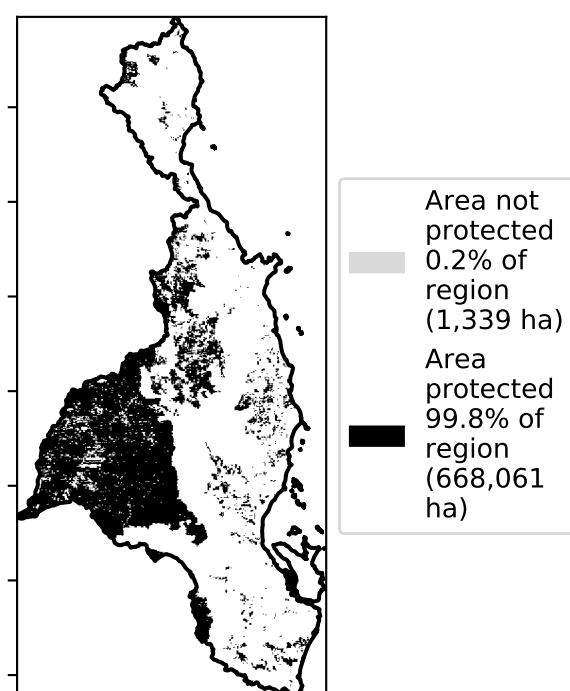 Area not
protected
0.2% of
region
(1,339 ha)
Area
protected
99.8% of
region
(668,061
ha)